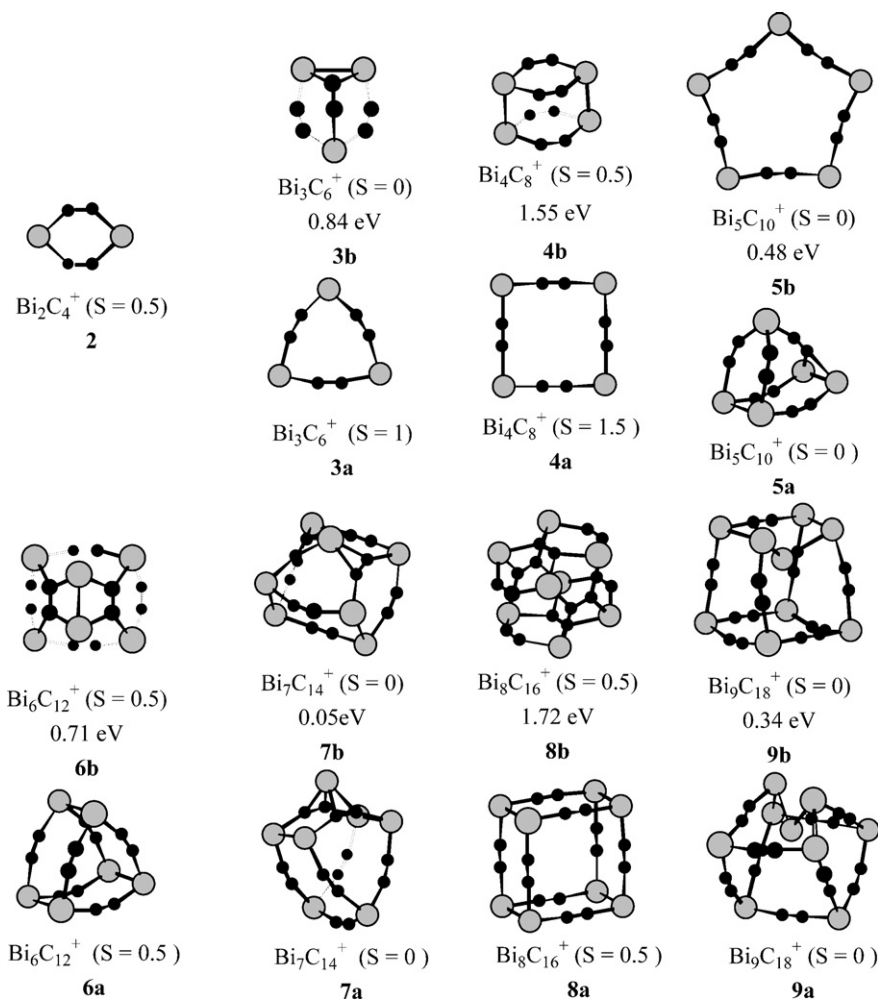 Bi3C6+ (S = 0)
0.84 eV
3b
Bi4C8+ (S = 0.5)
1.55 eV
4b
Bi5C10+ (S = 0)
0.48 eV
5b
Bi2C4+ (S = 0.5)
2
Bi3C6+ (S = 1)
3a
Bi4C8+ (S = 1.5 )
4a
Bi5C10+ (S = 0 )
5a
Bi6C12+ (S = 0.5)
0.71 eV
6b
Bi7C14+ (S = 0)
0.05eV
7b
Bi8C16+ (S = 0.5)
1.72 eV
8b
Bi9C18+ (S = 0)
0.34 eV
9b
Bi6C12+ (S = 0.5 )
6a
Bi7C14+ (S = 0 )
7a
Bi8C16+ (S = 0.5 )
8a
Bi9C18+ (S = 0 )
9a